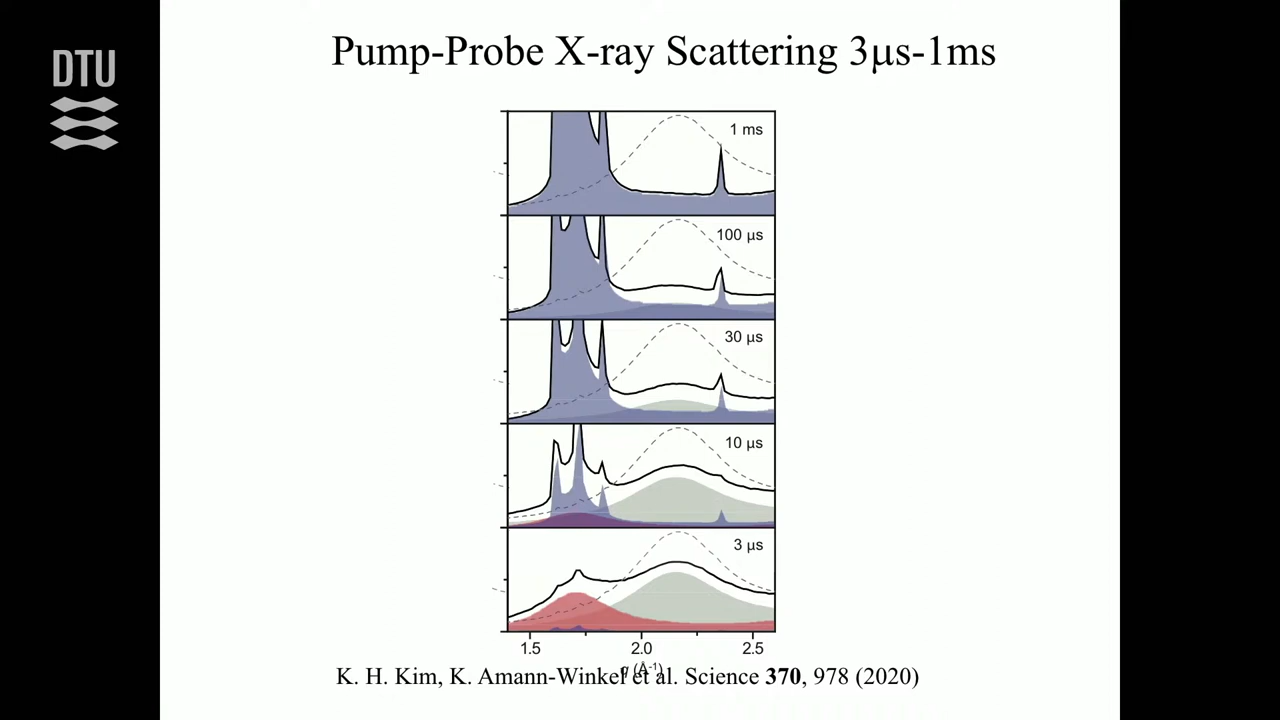 DTU
Pump-Probe X-ray Scattering 3μs-1ms
1 ms
100 µs
30 µs
10 µs
3 µs
1.5 2.0 2.5
q (Å⁻¹)
K. H. Kim, K. Amann-Winkel et al. Science 370, 978 (2020)